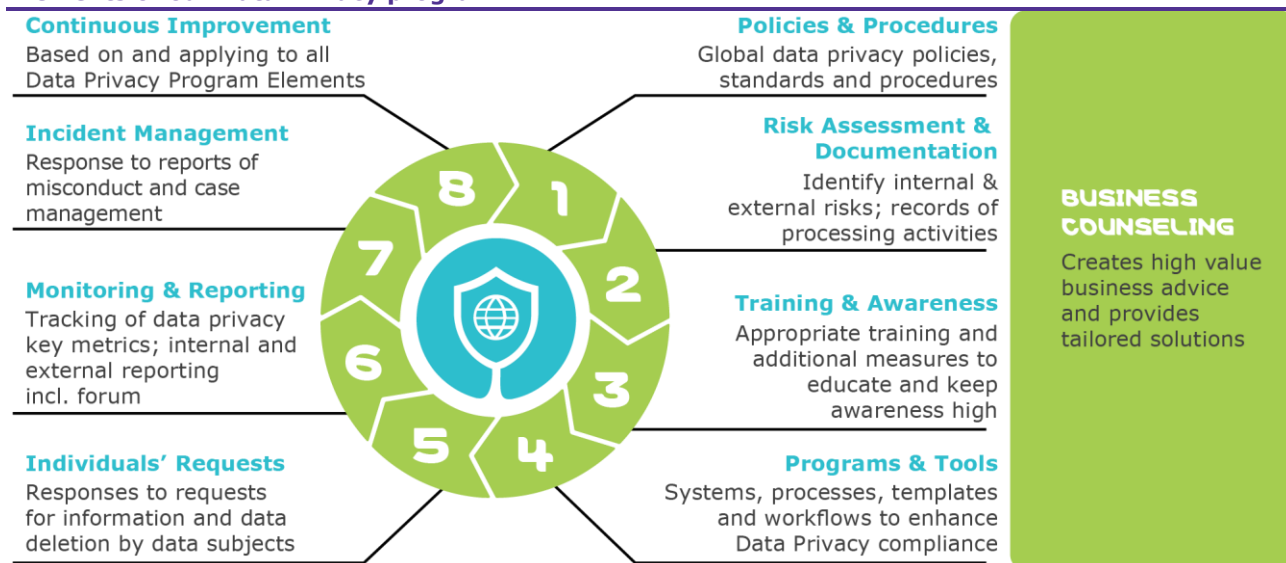 Continuous Improvement
Based on and applying to all
Data Privacy Program Elements
Incident Management
Response to reports of
misconduct and case
management
Monitoring & Reporting
Tracking of data privacy
key metrics; internal and
external reporting
incl. forum
Individuals’ Requests
Responses to requests
for information and data
deletion by data subjects
8
1
7
2
6
3
5
4
Policies & Procedures
Global data privacy policies,
standards and procedures
Risk Assessment &
Documentation
Identify internal &
external risks; records of
processing activities
Training & Awareness
Appropriate training and
additional measures to
educate and keep
awareness high
Programs & Tools
Systems, processes, templates
and workflows to enhance
Data Privacy compliance
BUSINESS
COUNSELING
Creates high value
business advice
and provides
tailored solutions